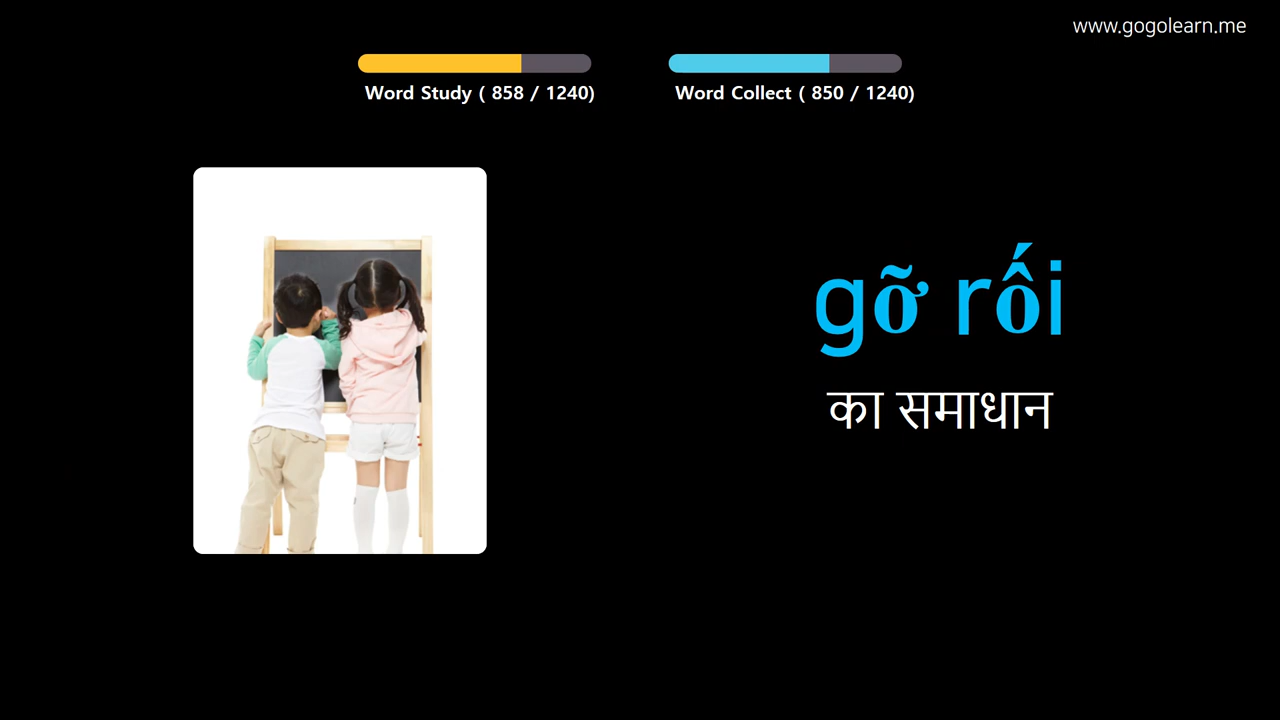 www.gogolearn.me
Word Study ( 858 / 1240)
Word Collect ( 850 / 1240)
gỡ rối
का समाधान